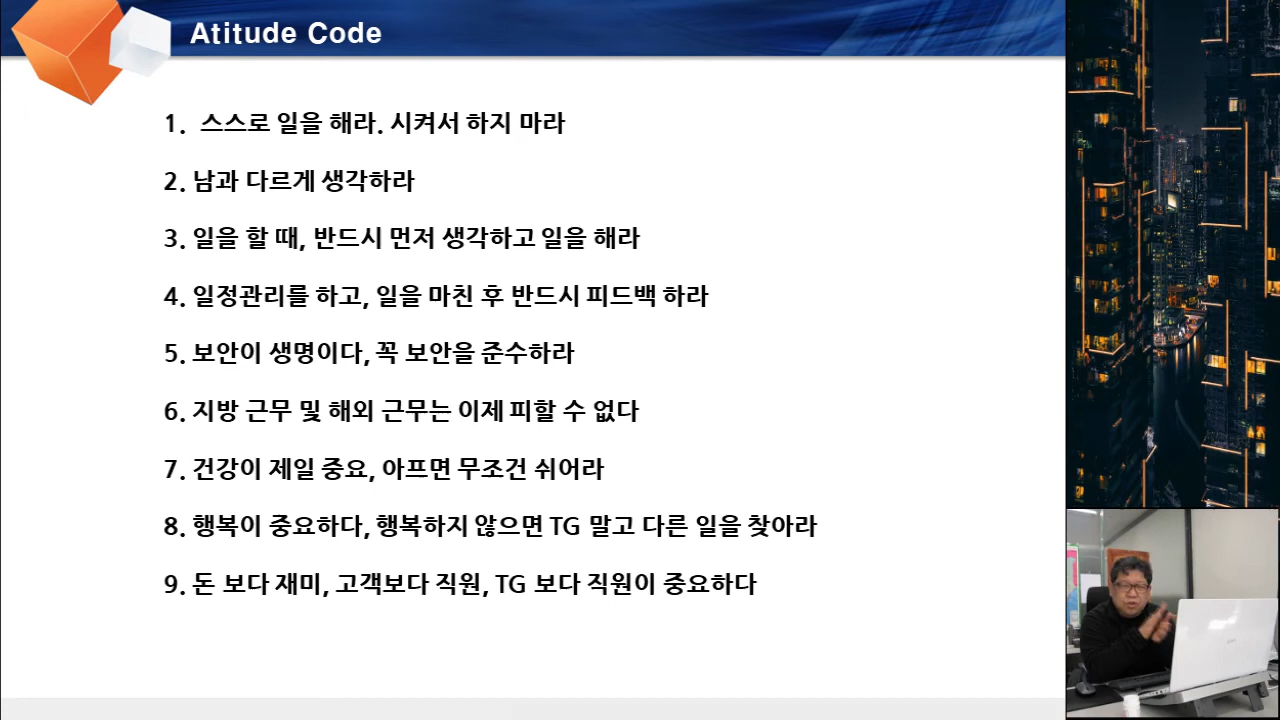 Atitude Code
1. 스스로 일을 해라. 시켜서 하지 마라
2. 남과 다르게 생각하라
3. 일을 할 때, 반드시 먼저 생각하고 일을 해라
4. 일정관리를 하고, 일을 마친 후 반드시 피드백 하라
5. 보안이 생명이다, 꼭 보안을 준수하라
6. 지방 근무 및 해외 근무는 이제 피할 수 없다
7. 건강이 제일 중요, 아프면 무조건 쉬어라
8. 행복이 중요하다, 행복하지 않으면 TG 말고 다른 일을 찾아라
9. 돈 보다 재미, 고객보다 직원, TG 보다 직원이 중요하다